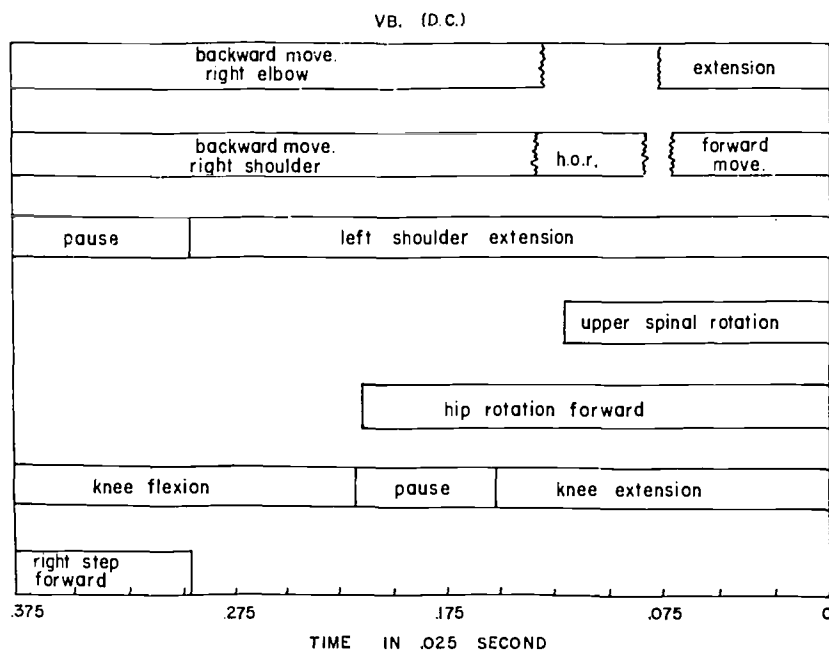 VB. (D.C.)
backward move.
right elbow
extension
backward move.
right shoulder
h.o.r.
forward
move.
pause
left shoulder extension
upper spinal rotation
hip rotation forward
knee flexion
pause
knee extension
right step
forward
.375
.275
.175
.075
0
TIME IN .025 SECOND